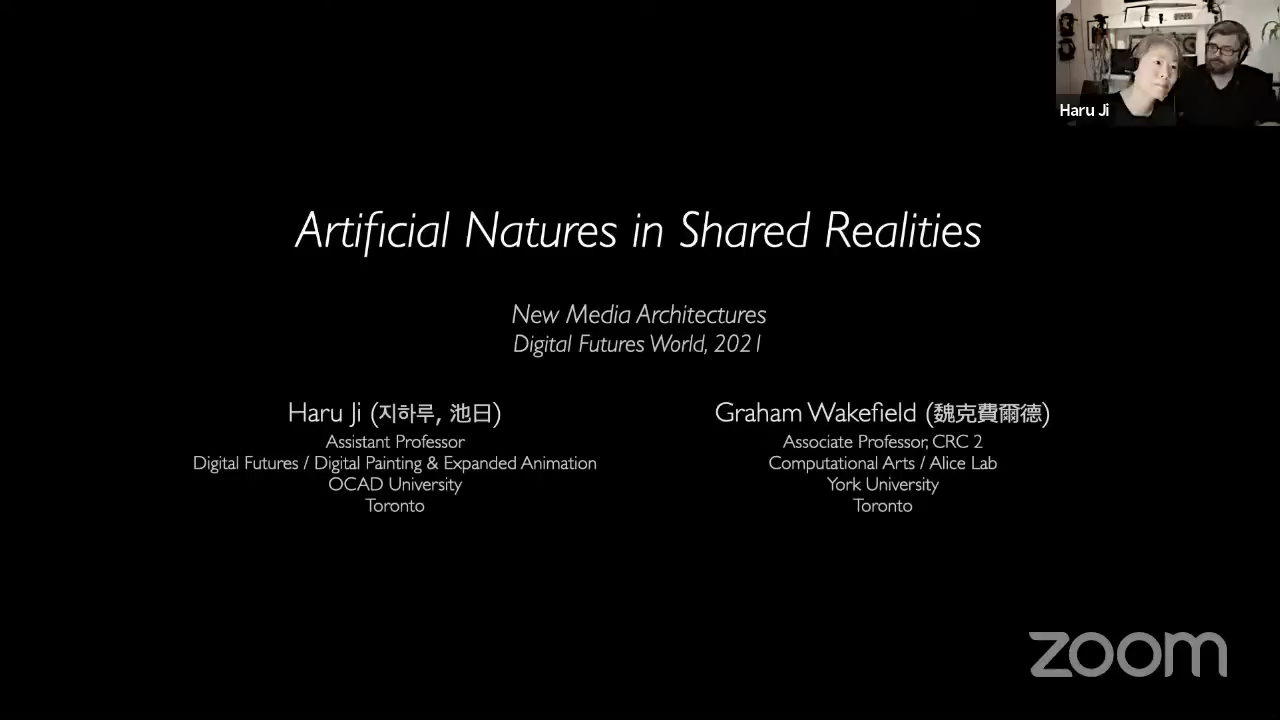 Haru Ji
Artificial Natures in Shared Realities
New Media Architectures
Digital Futures World, 2021
Haru Ji (지하루, 池日)
Assistant Professor
Digital Futures / Digital Painting & Expanded Animation
OCAD University
Toronto
Graham Wakefield (魏克費爾德)
Associate Professor, CRC 2
Computational Arts / Alice Lab
York University
Toronto
zoom